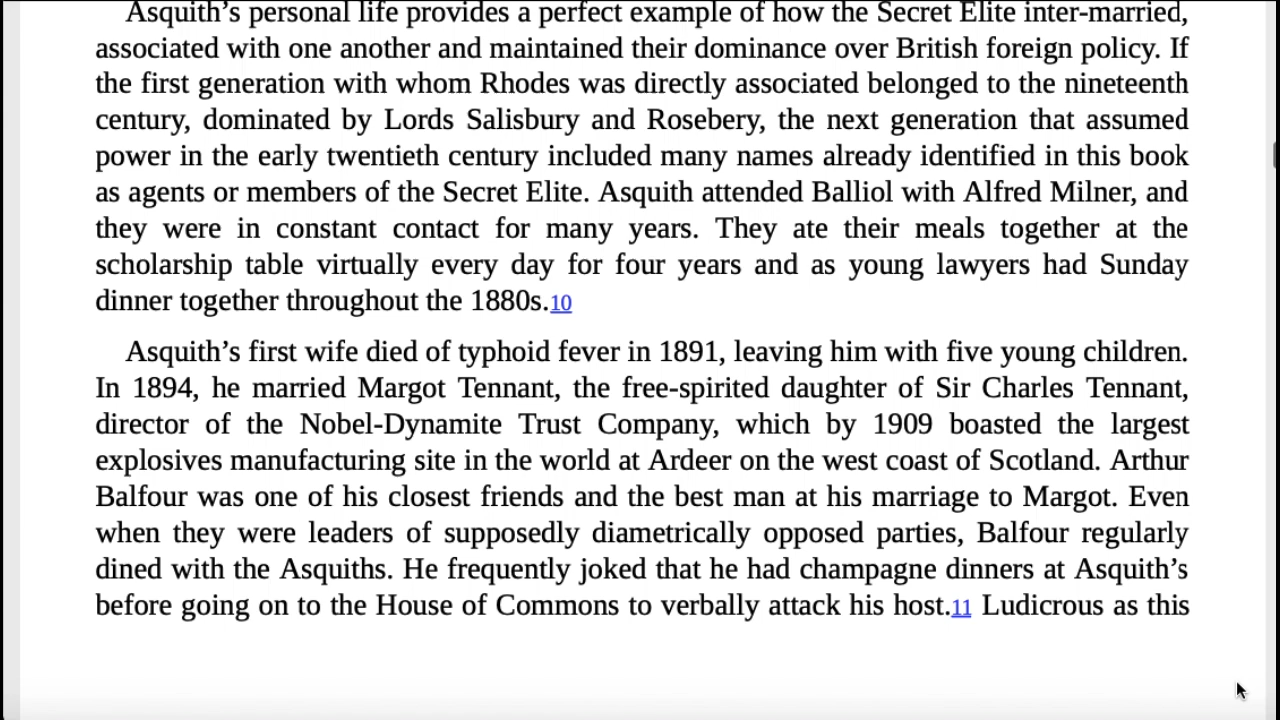 Asquith’s personal life provides a perfect example of how the Secret Elite inter-married,
associated with one another and maintained their dominance over British foreign policy. If
the first generation with whom Rhodes was directly associated belonged to the nineteenth
century, dominated by Lords Salisbury and Rosebery, the next generation that assumed
power in the early twentieth century included many names already identified in this book
as agents or members of the Secret Elite. Asquith attended Balliol with Alfred Milner, and
they were in constant contact for many years. They ate their meals together at the
scholarship table virtually every day for four years and as young lawyers had Sunday
dinner together throughout the 1880s.10
Asquith’s first wife died of typhoid fever in 1891, leaving him with five young children.
In 1894, he married Margot Tennant, the free-spirited daughter of Sir Charles Tennant,
director of the Nobel-Dynamite Trust Company, which by 1909 boasted the largest
explosives manufacturing site in the world at Ardeer on the west coast of Scotland. Arthur
Balfour was one of his closest friends and the best man at his marriage to Margot. Even
when they were leaders of supposedly diametrically opposed parties, Balfour regularly
dined with the Asquiths. He frequently joked that he had champagne dinners at Asquith’s
before going on to the House of Commons to verbally attack his host.11 Ludicrous as this